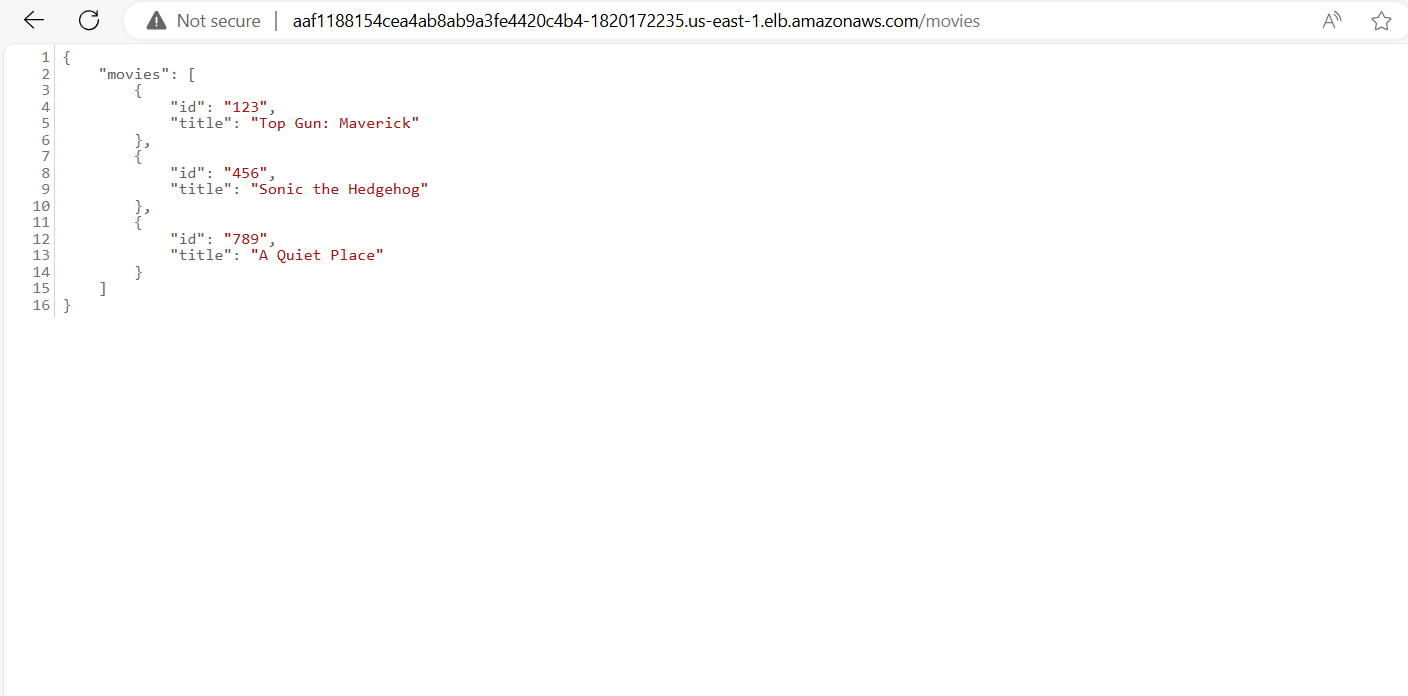 Not secure | aaf1188154cea4ab8ab9a3fe4420c4b4-1820172235.us-east-1.elb.amazonaws.com/movies A
1 {
2     "movies": [
3         {
4             "id": "123",
5             "title": "Top Gun: Maverick"
6         },
7         {
8             "id": "456",
9             "title": "Sonic the Hedgehog"
10         },
11         {
12             "id": "789",
13             "title": "A Quiet Place"
14         }
15     ]
16 }